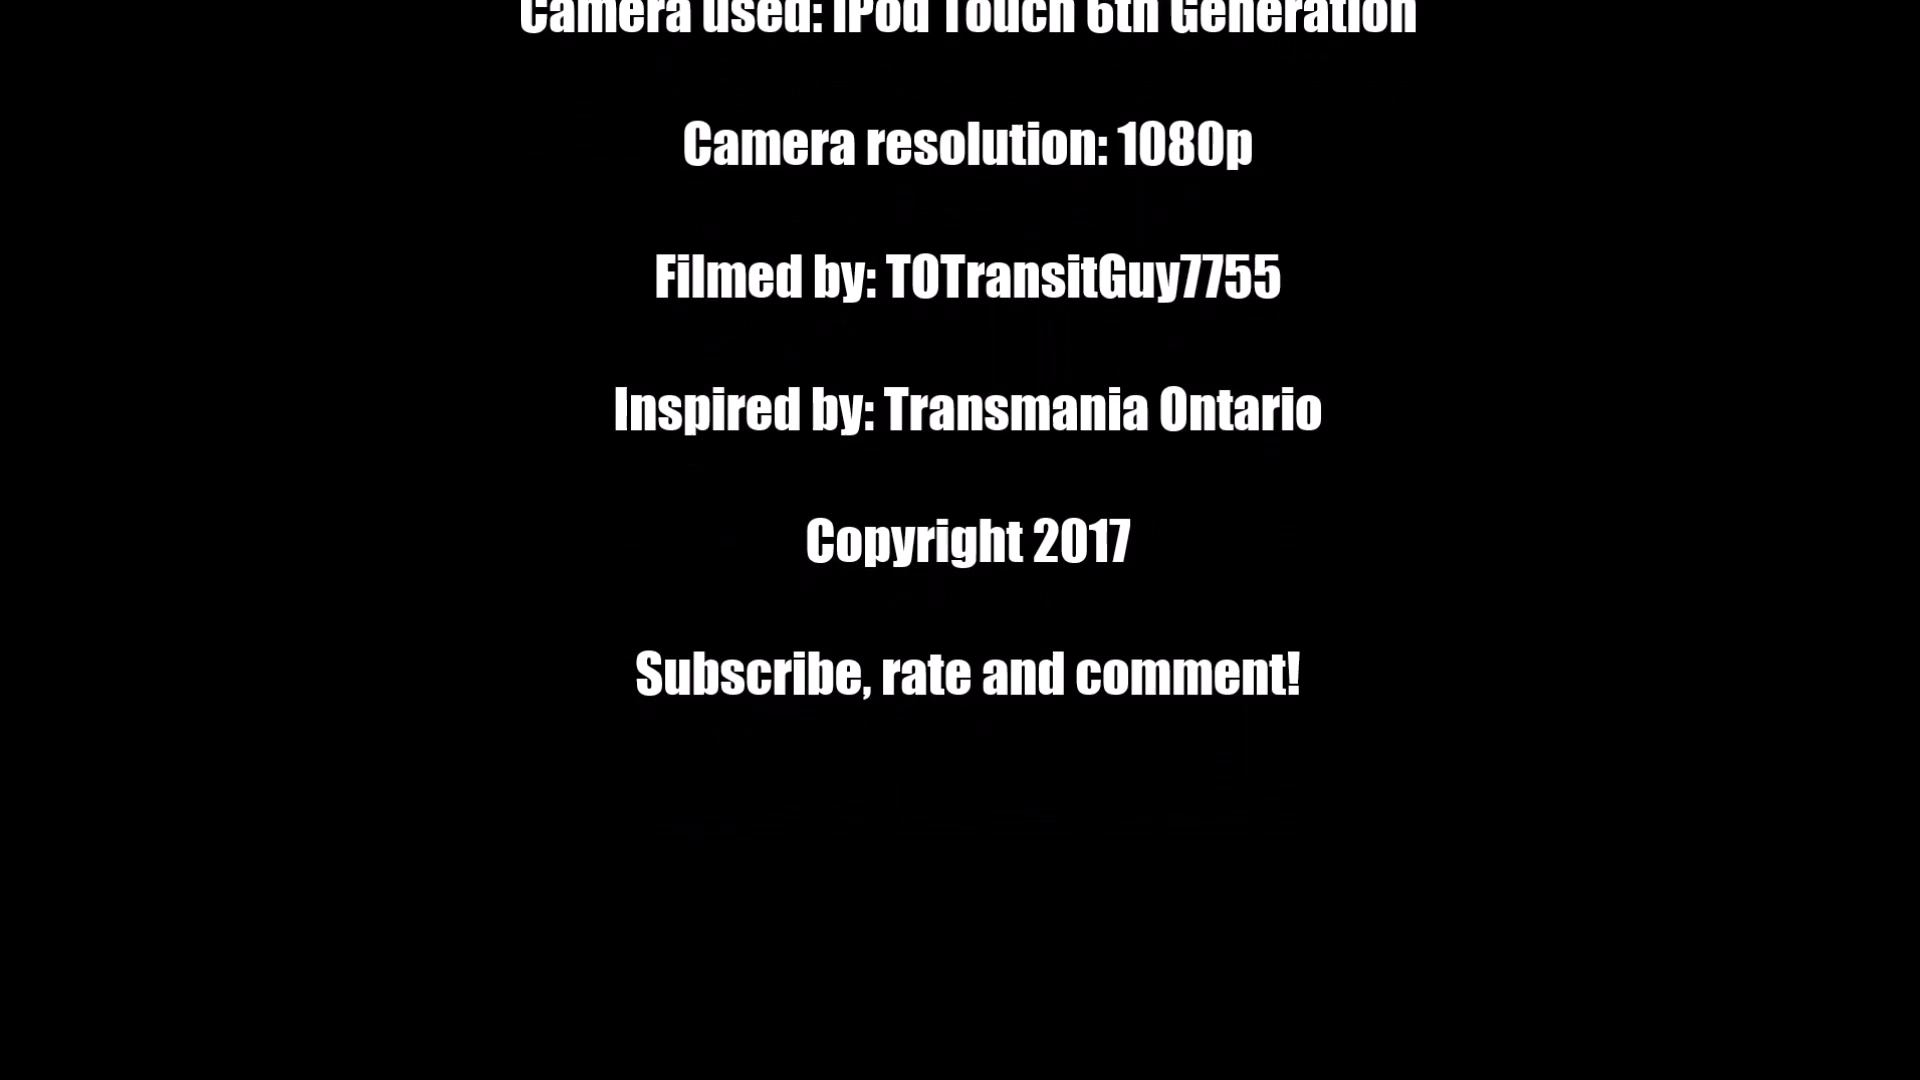 Camera used: iPod Touch 6th Generation
Camera resolution: 1080p
Filmed by: TOTransitGuy7755
Inspired by: Transmania Ontario
Copyright 2017
Subscribe, rate and comment!